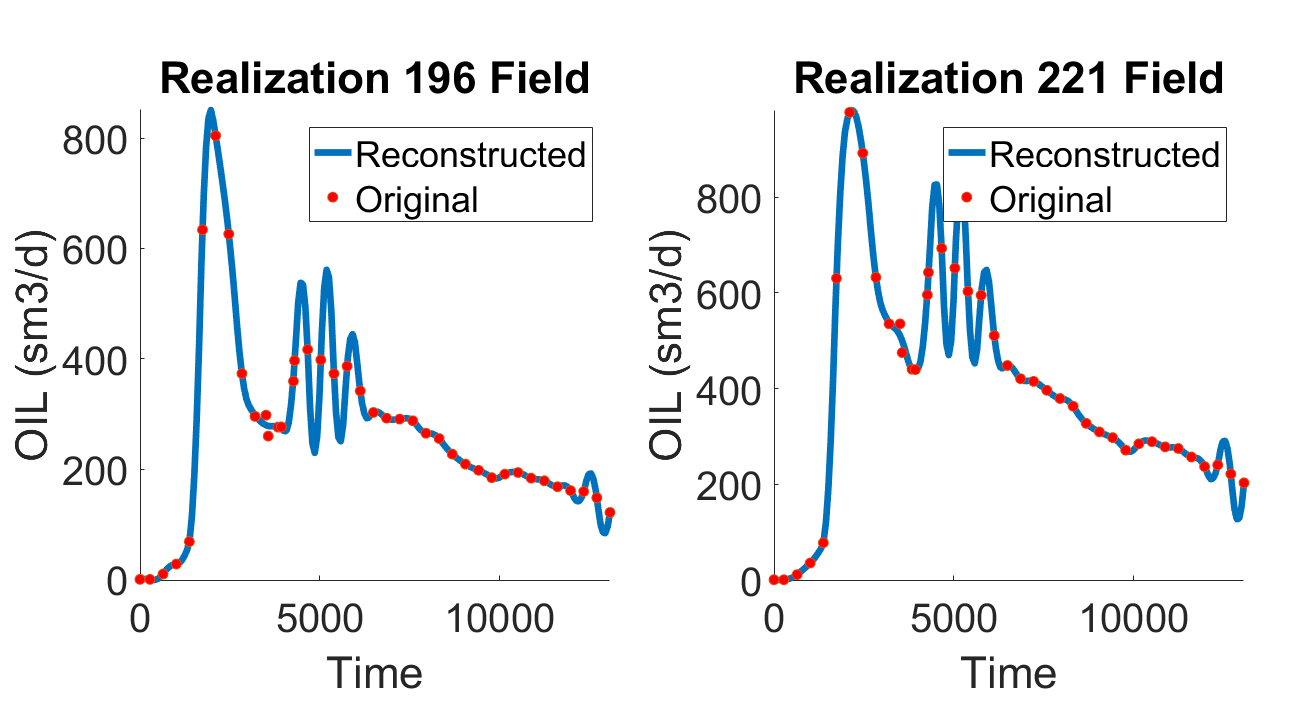 Realization 196 Field
Reconstructed
Original
OIL (sm3/d)
800
600
400
200
0
0
5000
10000
Time
Realization 221 Field
Reconstructed
Original
OIL (sm3/d)
800
600
400
200
0
0
5000
10000
Time